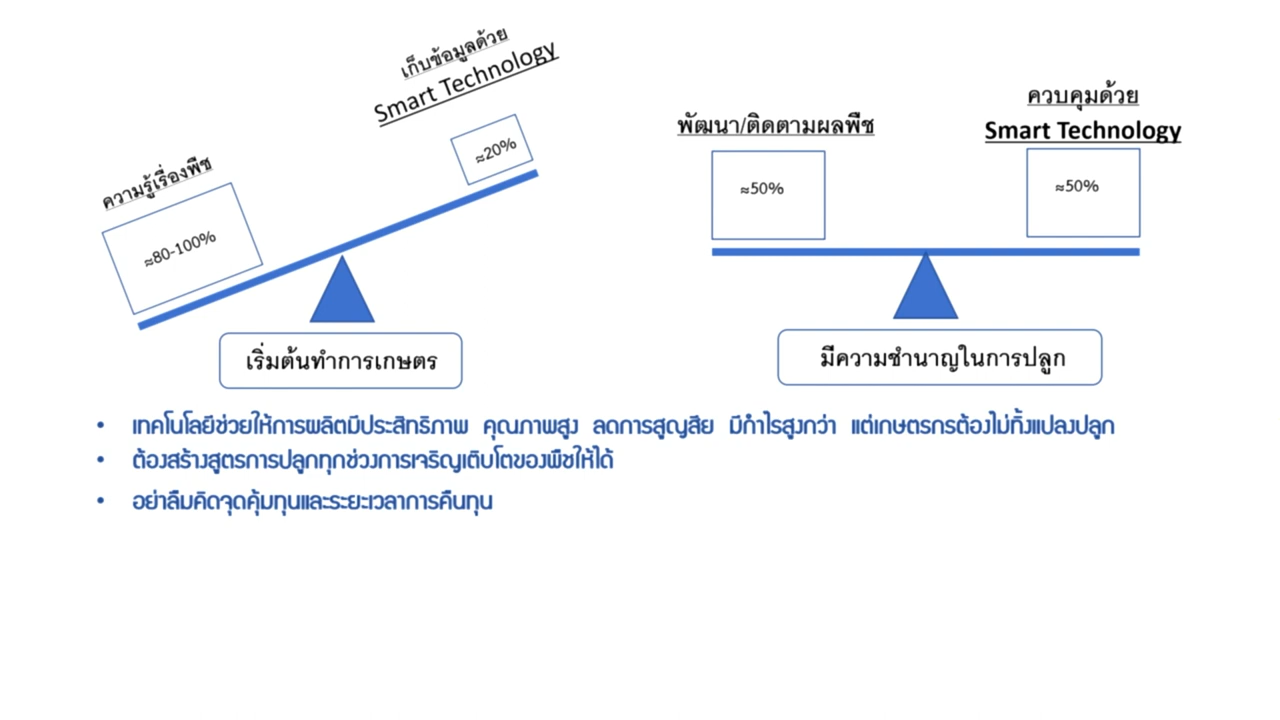 เก็บข้อมูลด้วย
Smart Technology
≈20%
ความรู้เรื่องพืช
≈80-100%
เริ่มต้นทำการเกษตร
พัฒนา/ติดตามผลพืช
≈50%
ควบคุมด้วย
Smart Technology
≈50%
มีความชำนาญในการปลูก
• เทคโนโลยีช่วยให้การผลิตมีประสิทธิภาพ คุณภาพสูง ลดการสูญสีย มีกำไรสูงกว่า แต่เกษตรกรต้องไม่ทิ้งแปลงปลูก
• ต้องสร้างสูตรการปลูกทุกช่วงการเจริญเติบโตของพืชให้ได้
• อย่าลืมคิดจุดคุ้มทุนและระยะเวลาการคืนทุน